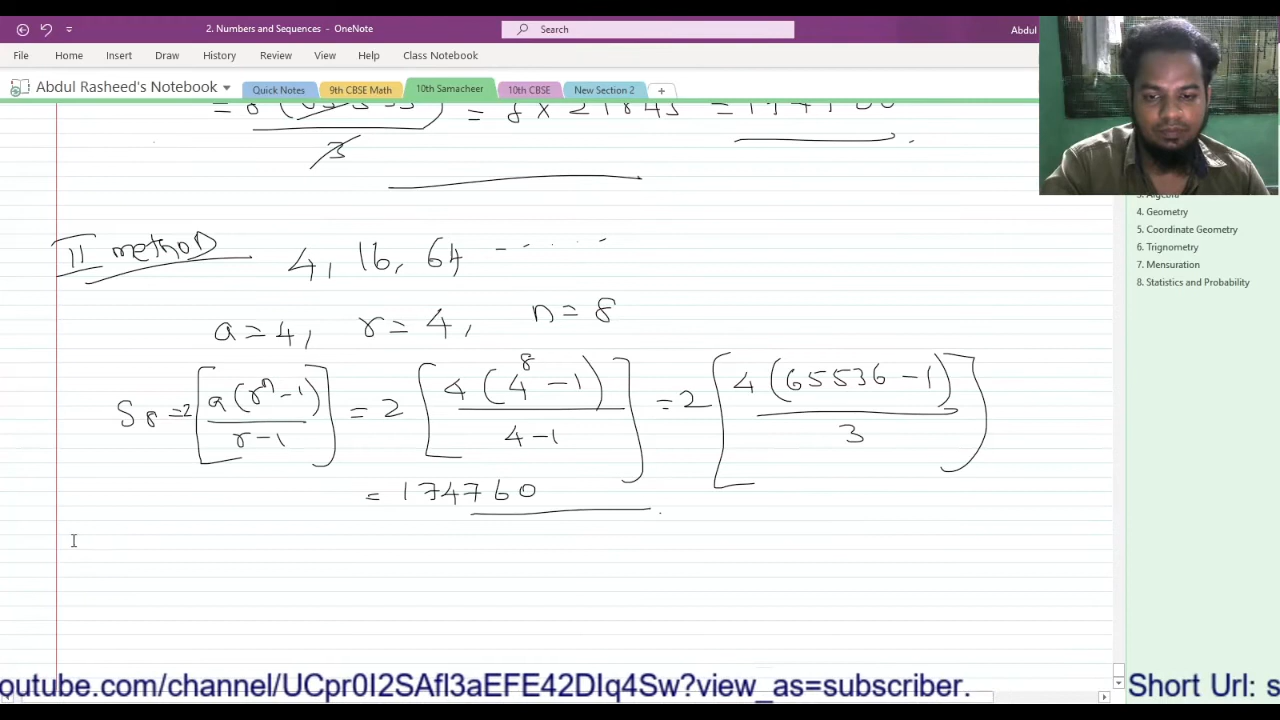 2. Numbers and Sequences - OneNote
Search
Abdul
File Home Insert Draw History Review View Help Class Notebook
Abdul Rasheed's Notebook
Quick Notes
9th CBSE Math
10th Samacheer
10th CBSE
New Section 2
3
3. Algebra
4. Geometry
5. Coordinate Geometry
6. Trignometry
7. Mensuration
8. Statistics and Probability
II method 4, 16, 64 ......
a = 4, r = 4, n = 8
S8 = 2[a(r^n - 1)/(r - 1)] = 2[4(4^8 - 1)/(4 - 1)] = 2[4(65536 - 1)/3]
= 174760
outube.com/channel/UCpr0I2SAfl3aEFE42DIq4Sw?view_as=subscriber. Short Url: s